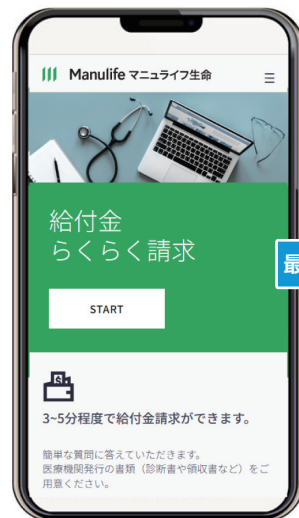 Manulife マニュライフ生命
給付金
らくらく請求
最
START
3~5分程度で給付金請求ができます。
簡単な質問に答えていただきます。
医療機関発行の書類（診断書や領収書など）をご
用意ください。